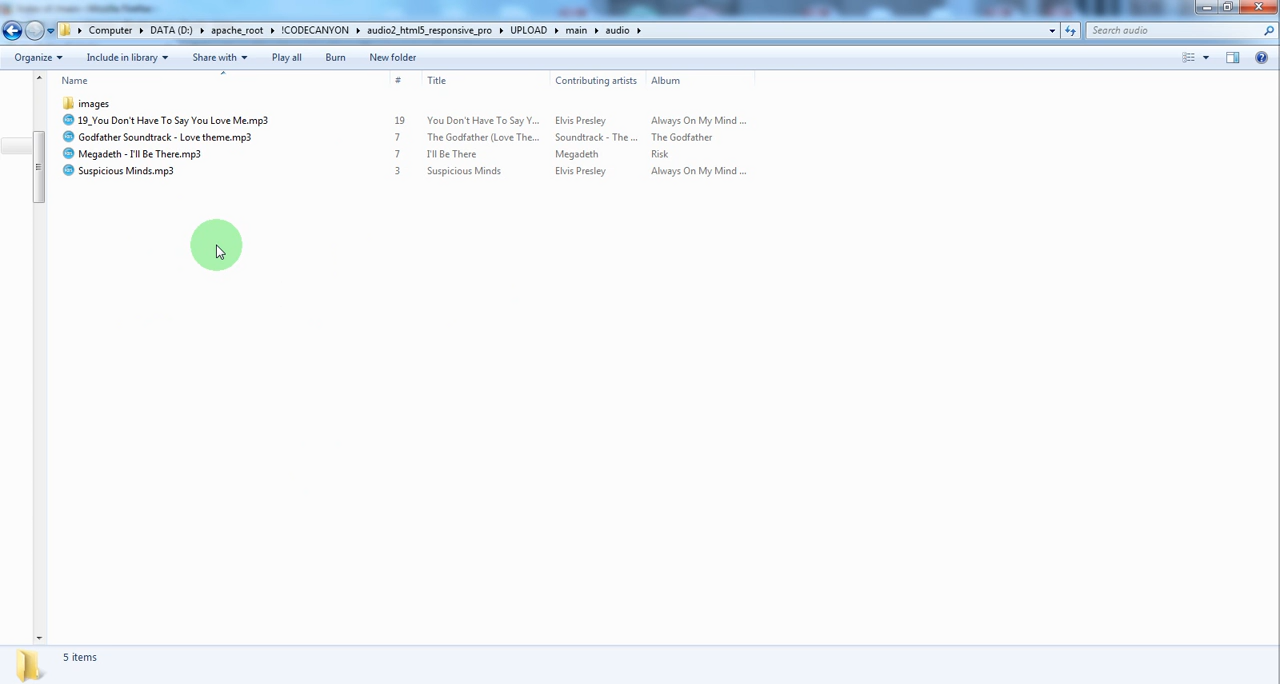 Computer DATA (D:) apache_root !CODECANYON audio2_html5_responsive_pro UPLOAD main audio Search audio
Organize Include in library Share with Play all Burn New folder
Name # Title Contributing artists Album
images
19_You Don't Have To Say You Love Me.mp3 19 You Don't Have To Say Y... Elvis Presley Always On My Mind ...
Godfather Soundtrack - Love theme.mp3 7 The Godfather (Love The... Soundtrack - The ... The Godfather
Megadeth - I'll Be There.mp3 7 I'll Be There Megadeth Risk
Suspicious Minds.mp3 3 Suspicious Minds Elvis Presley Always On My Mind ...
5 items